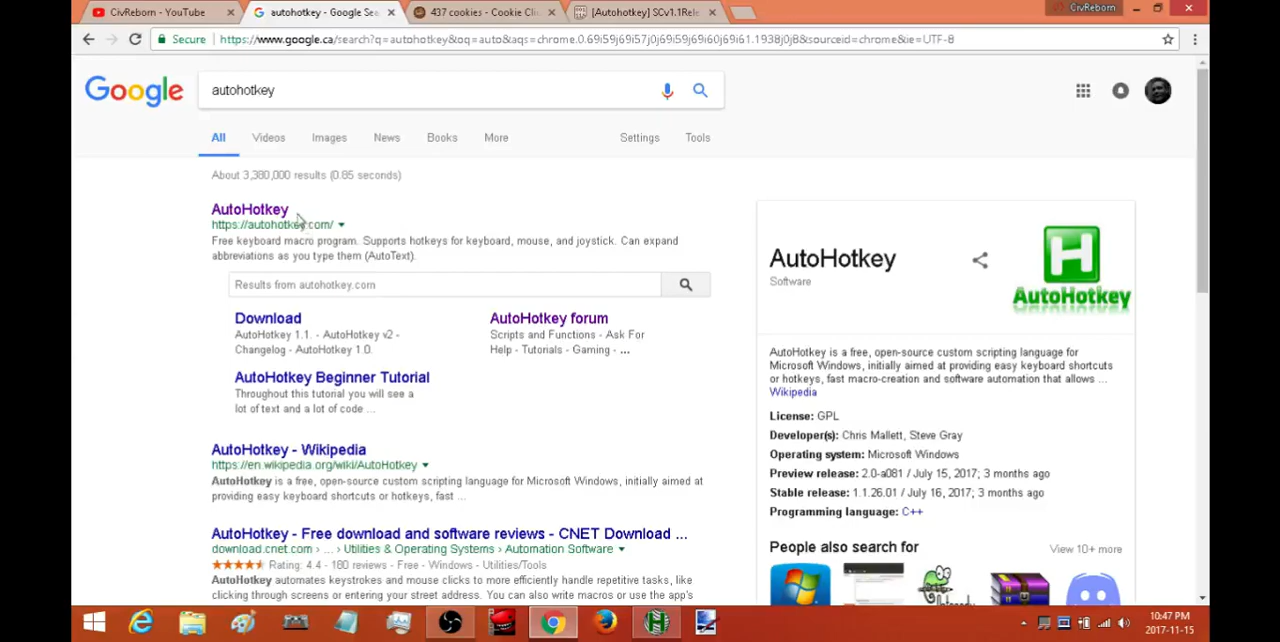 CivReborn - YouTube
autohotkey - Google Sea
437 cookies - Cookie Cli
[Autohotkey] SCv1.1Rele
CivReborn
Secure
https://www.google.ca/search?q=autohotkey&oq=auto&aqs=chrome.0.69i59j69i57j0j69i59j69i60j69i61.1938j0j8&sourceid=chrome&ie=UTF-8
Google
autohotkey
All Videos Images News Books More Settings Tools
About 3,380,000 results (0.85 seconds)
AutoHotkey
https://autohotkey.com/
Free keyboard macro program. Supports hotkeys for keyboard, mouse, and joystick. Can expand
abbreviations as you type them (AutoText).
Results from autohotkey.com
Download
AutoHotkey 1.1. - AutoHotkey v2 -
Changelog - AutoHotkey 1.0.
AutoHotkey forum
Scripts and Functions - Ask For
Help - Tutorials - Gaming - ...
AutoHotkey Beginner Tutorial
Throughout this tutorial you will see a
lot of text and a lot of code ...
AutoHotkey - Wikipedia
https://en.wikipedia.org/wiki/AutoHotkey
AutoHotkey is a free, open-source custom scripting language for Microsoft Windows, initially aimed at
providing easy keyboard shortcuts or hotkeys, fast ...
AutoHotkey - Free download and software reviews - CNET Download ...
download.cnet.com › ... › Utilities & Operating Systems › Automation Software
Rating: 4.4 - 180 reviews - Free - Windows - Utilities/Tools
AutoHotkey automates keystrokes and mouse clicks to more efficiently handle repetitive tasks, like
clicking through screens or entering your street address. You can also write macros or use the app's
AutoHotkey
Software
H
AutoHotkey
AutoHotkey is a free, open-source custom scripting language for
Microsoft Windows, initially aimed at providing easy keyboard shortcuts
or hotkeys, fast macro-creation and software automation that allows ...
Wikipedia
License: GPL
Developer(s): Chris Mallett, Steve Gray
Operating system: Microsoft Windows
Preview release: 2.0-a081 / July 15, 2017; 3 months ago
Stable release: 1.1.26.01 / July 16, 2017; 3 months ago
Programming language: C++
People also search for
View 10+ more
10:47 PM
2017-11-15